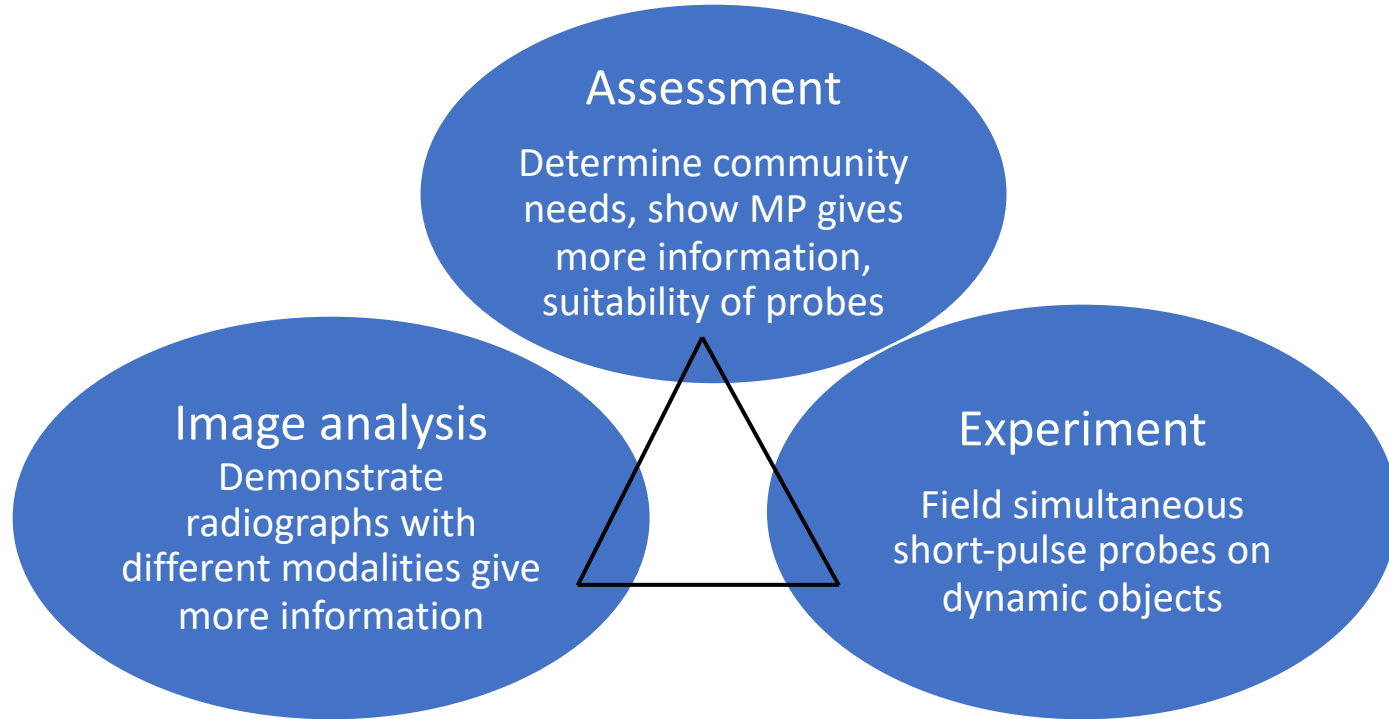 Assessment
Determine community
needs, show MP gives
more information,
suitability of probes
Image analysis
Demonstrate
radiographs with
different modalities give
more information
Experiment
Field simultaneous
short-pulse probes on
dynamic objects